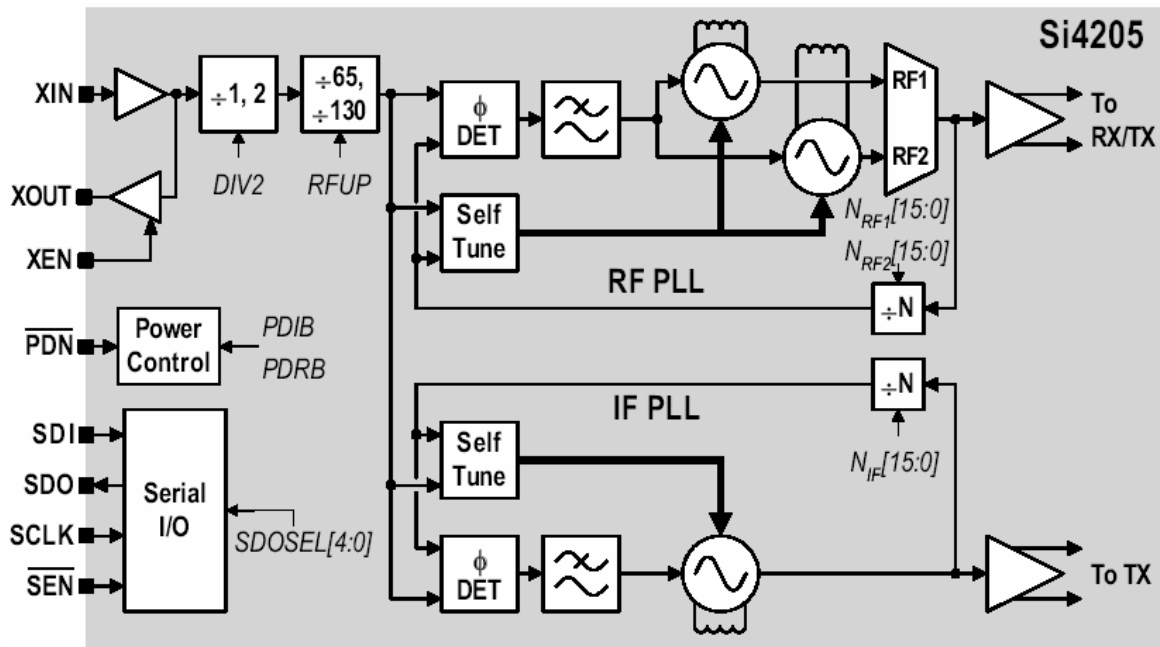 Si4205
XIN
÷1, 2
÷65,
÷130
DIV2
RFUP
XOUT
XEN
ϕ
DET
RF1
RF2
To
RX/TX
Self
Tune
N_RF1[15:0]
N_RF2[15:0]
RF PLL
÷N
PDN
Power
Control
PDIB
PDRB
÷N
IF PLL
N_IF[15:0]
Self
Tune
SDI
SDO
SCLK
SEN
Serial
I/O
SDOSEL[4:0]
ϕ
DET
To TX